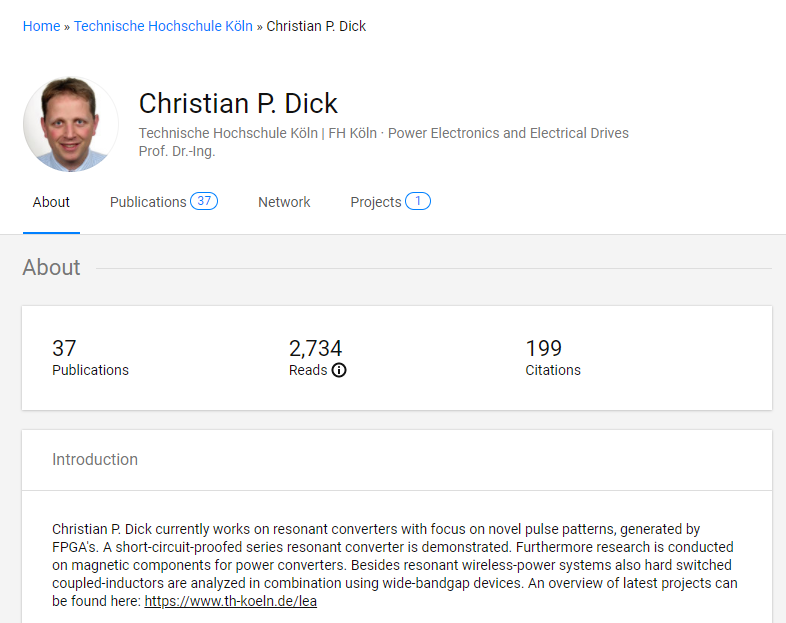 Home » Technische Hochschule Köln » Christian P. Dick
Christian P. Dick
Technische Hochschule Köln | FH Köln · Power Electronics and Electrical Drives
Prof. Dr.-Ing.
About Publications 37 Network Projects 1
About
37 2,734 199
Publications Reads Citations
Introduction
Christian P. Dick currently works on resonant converters with focus on novel pulse patterns, generated by
FPGA's. A short-circuit-proofed series resonant converter is demonstrated. Furthermore research is conducted
on magnetic components for power converters. Besides resonant wireless-power systems also hard switched
coupled-inductors are analyzed in combination using wide-bandgap devices. An overview of latest projects can
be found here: https://www.th-koeln.de/lea